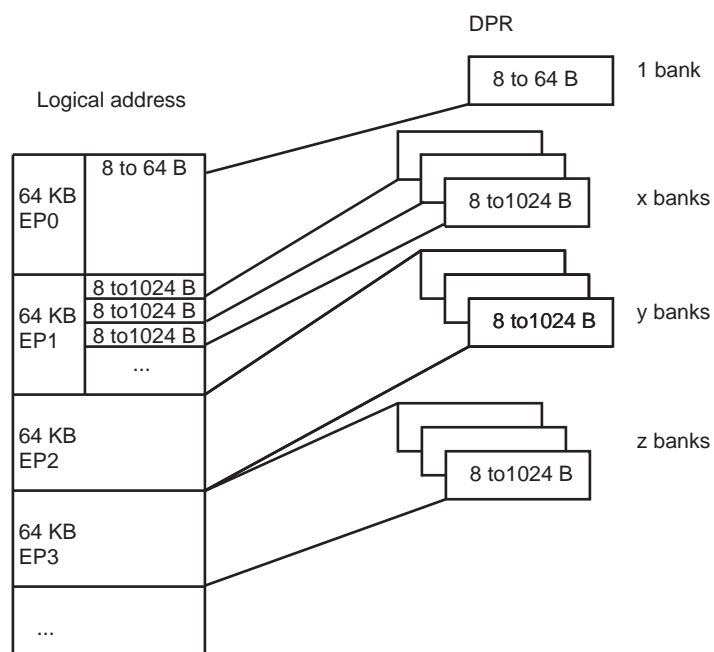 DPR
8 to 64 B
1 bank
Logical address
64 KB
EP0
8 to 64 B
8 to1024 B
x banks
64 KB
EP1
8 to1024 B
8 to1024 B
8 to1024 B
...
8 to1024 B
y banks
64 KB
EP2
8 to1024 B
z banks
64 KB
EP3
...